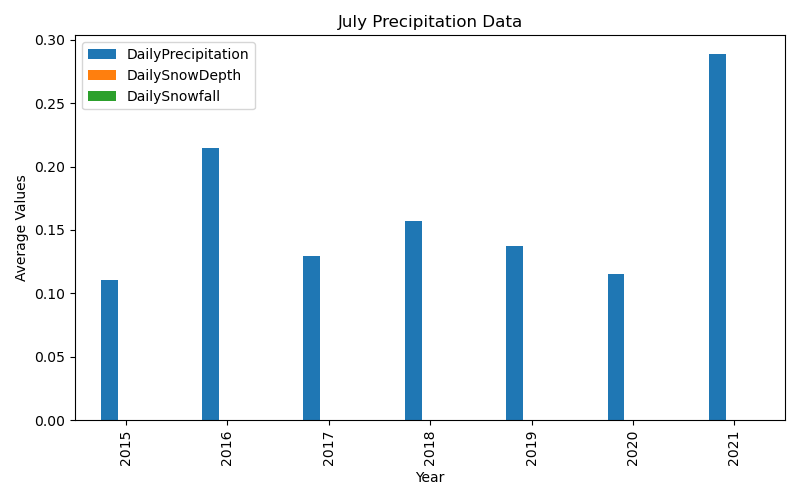 July Precipitation Data
DailyPrecipitation
DailySnowDepth
DailySnowfall
Average Values
0.30
0.25
0.20
0.15
0.10
0.05
0.00
2015
2016
2017
2018
2019
2020
2021
Year